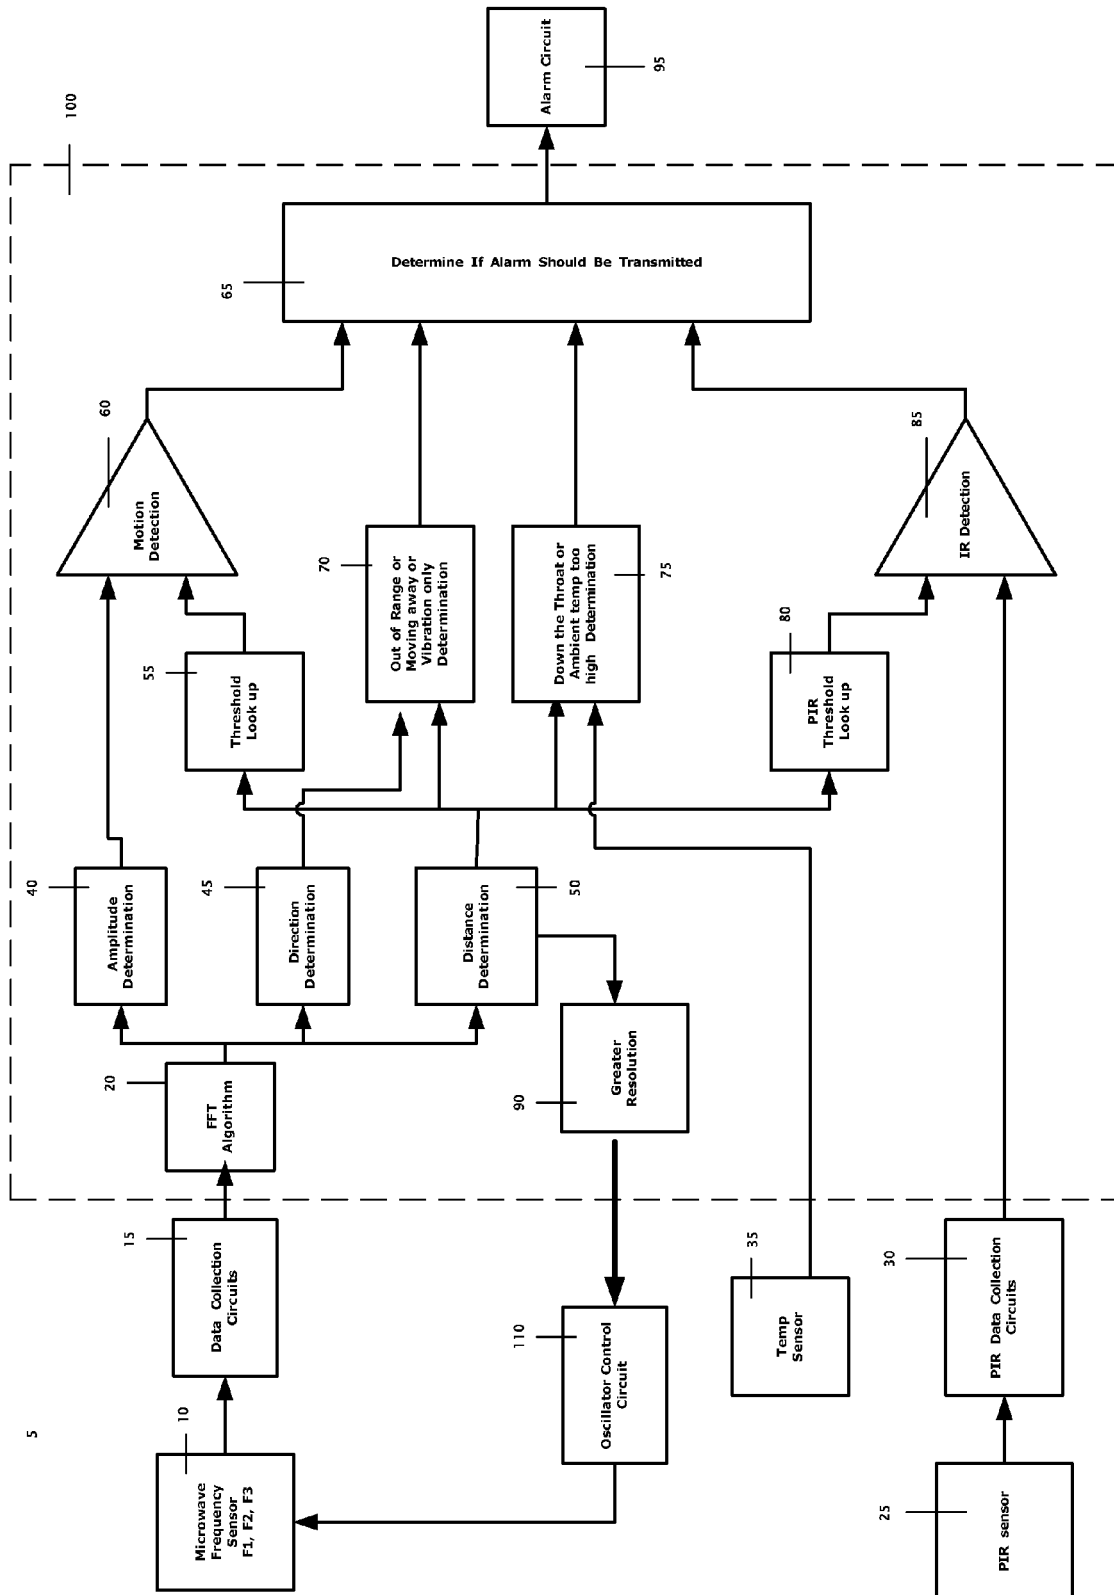 5
Microwave
Frequency
Sensor
F1, F2, F3
10
Data Collection
Circuits
15
FFT
Algorithm
20
Amplitude
Determination
40
Direction
Determination
45
Distance
Determination
50
Greater
Resolution
90
Oscillator Control
Circuit
110
Temp
Sensor
35
PIR sensor
25
PIR Data Collection
Circuits
30
Threshold
Look up
55
Motion
Detection
60
Out of Range or
Moving away or
Vibration only
Determination
70
Down the Throat or
Ambient temp too
high Determination
75
PIR
Threshold
Look up
80
IR Detection
85
Determine If Alarm Should Be Transmitted
65
100
Alarm Circuit
95